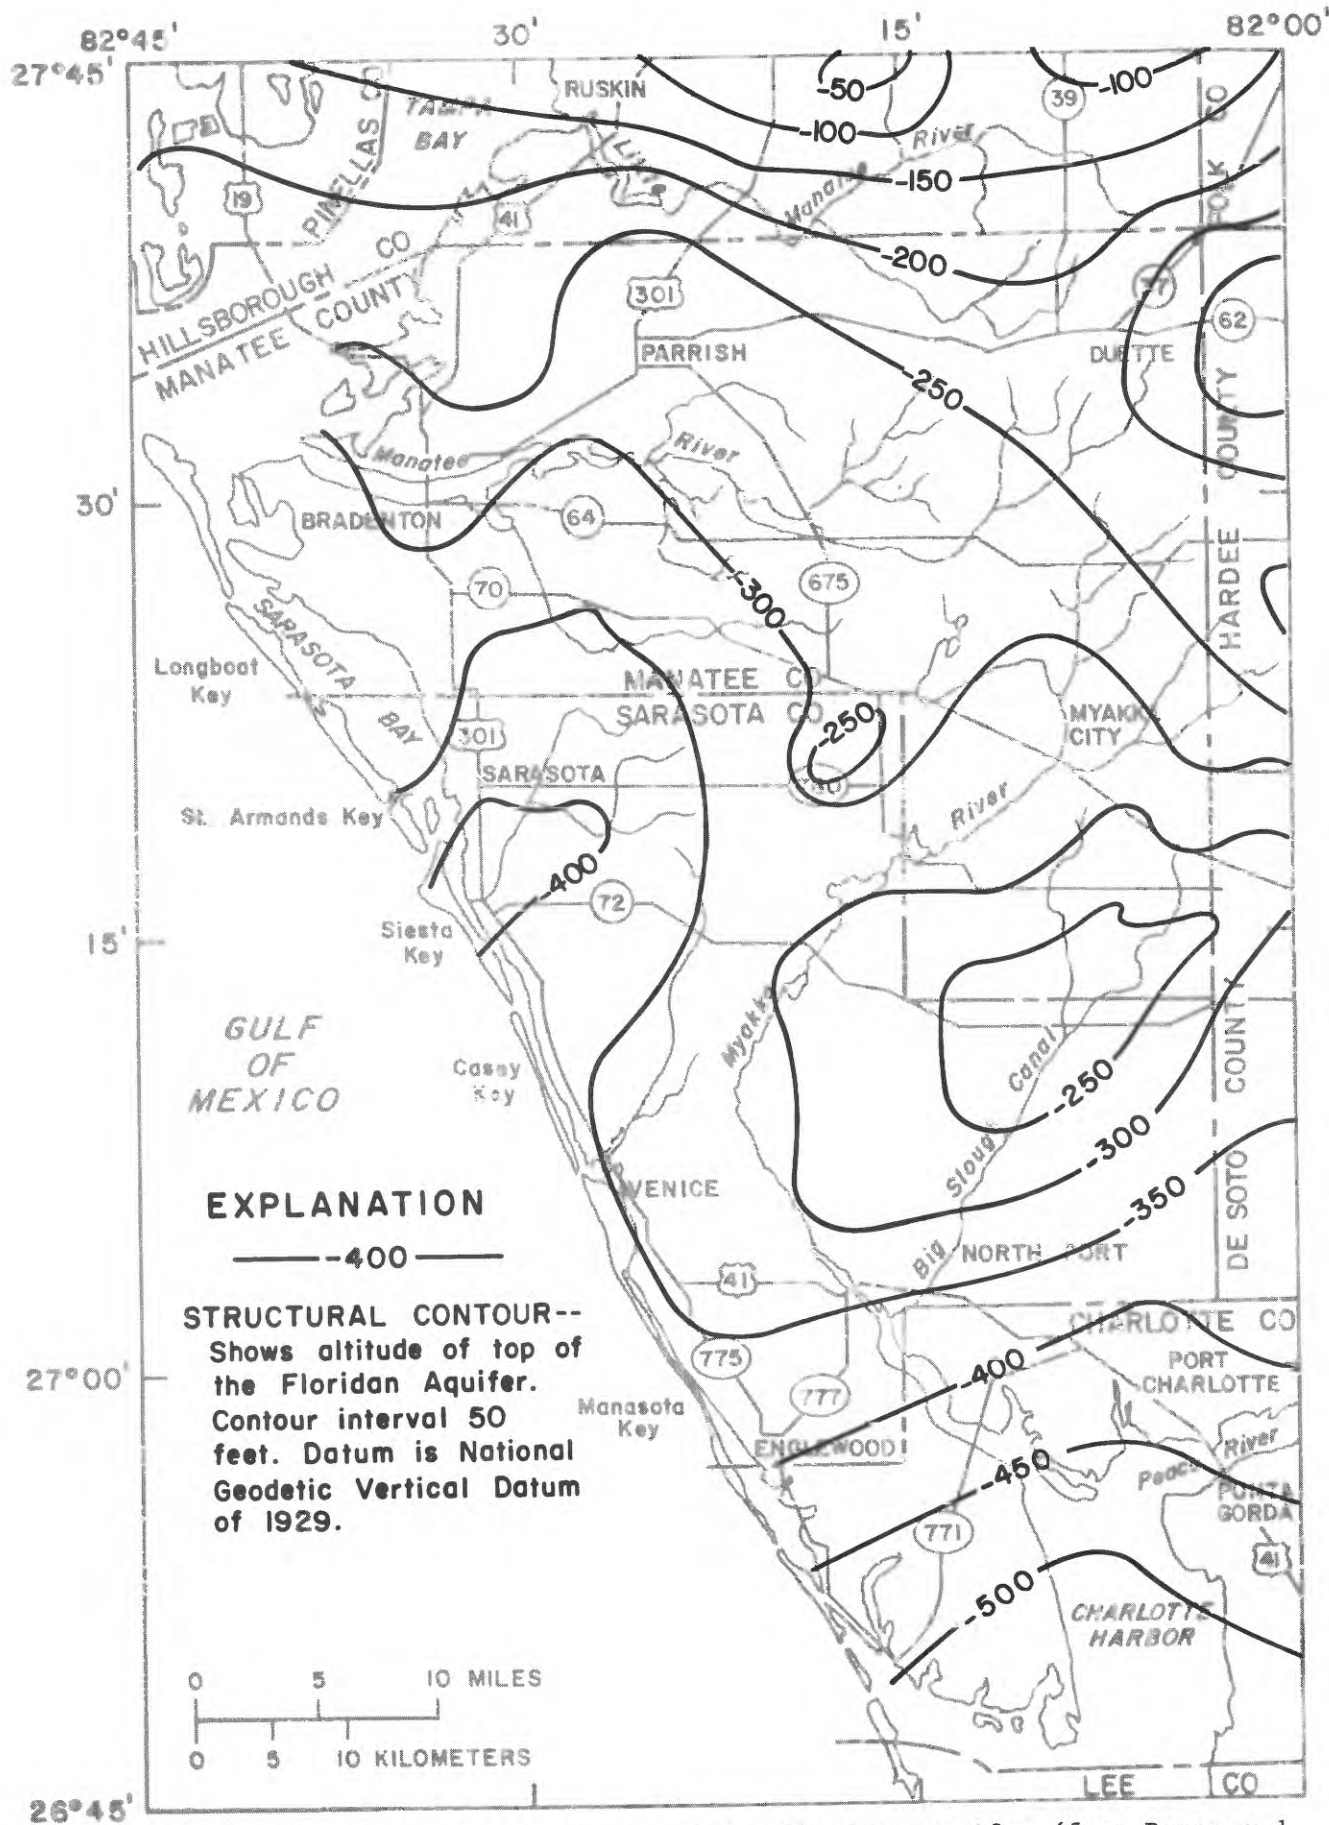 82°45'
30'
15'
82°00'
27°45'
RUSKIN
TAMPA
BAY
PINELLAS CO
-50
-100
39
-100
POLK CO
River
Manatee
-150
19
41
HILLSBOROUGH CO
MANATEE COUNTY
-200
301
37
62
PARRISH
DUETTE
-250
HARDEE COUNTY
Manatee
River
30'
BRADENTON
64
70
-300
675
SARASOTA
BAY
Longboat
Key
MANATEE CO
SARASOTA CO
MYAKKA
CITY
301
-250
SARASOTA
St. Armands Key
River
-400
72
Siesta
Key
15'
Myakka
GULF
OF
MEXICO
Casey
Key
Canal
-250
-300
-350
Big
Slough
DE SOTO COUNTY
VENICE
NORTH PORT
41
EXPLANATION
-400
STRUCTURAL CONTOUR--
Shows altitude of top of
the Floridan Aquifer.
Contour interval 50
feet. Datum is National
Geodetic Vertical Datum
of 1929.
CHARLOTTE CO
PORT
CHARLOTTE
27°00'
775
777
-400
Manasota
Key
ENGLEWOOD
-450
Peace
River
PUNTA
GORDA
771
41
-500
CHARLOTTE
HARBOR
0 5 10 MILES
0 5 10 KILOMETERS
LEE CO
26°45'